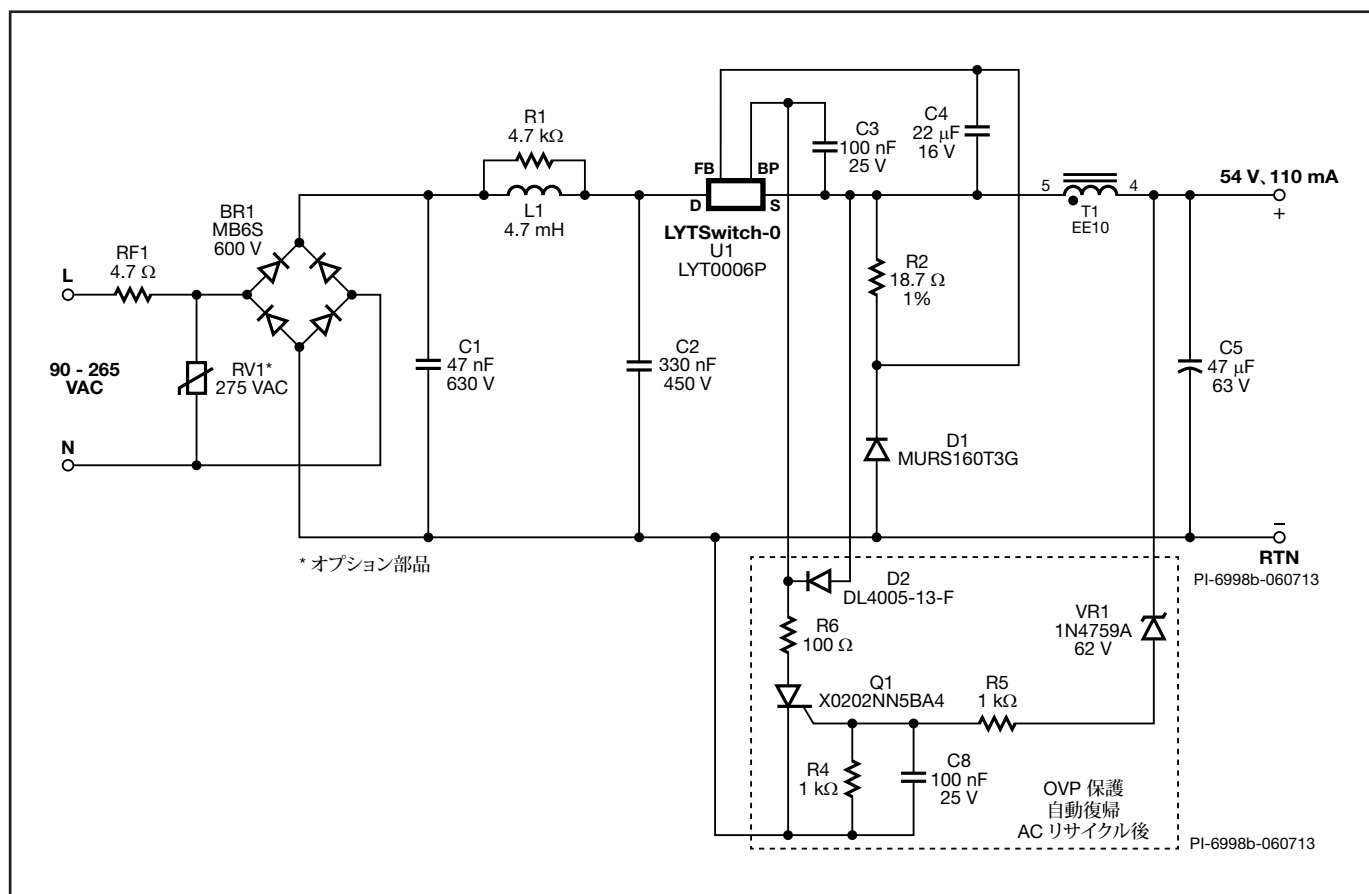 R1
4.7 kΩ
C4
22 μF
16 V
C3
100 nF
25 V
FB
BP
D
S
5
4
54 V、110 mA
+
BR1
MB6S
600 V
L1
4.7 mH
LYTSwitch-0
U1
LYT0006P
T1
EE10
RF1
4.7 Ω
L
R2
18.7 Ω
1%
90 - 265
VAC
RV1*
275 VAC
C1
47 nF
630 V
C2
330 nF
450 V
C5
47 μF
63 V
N
D1
MURS160T3G
* オプション部品
–
RTN
PI-6998b-060713
D2
DL4005-13-F
R6
100 Ω
VR1
1N4759A
62 V
Q1
X0202NN5BA4
R5
1 kΩ
R4
1 kΩ
C8
100 nF
25 V
OVP 保護
自動復帰
AC リサイクル後
PI-6998b-060713